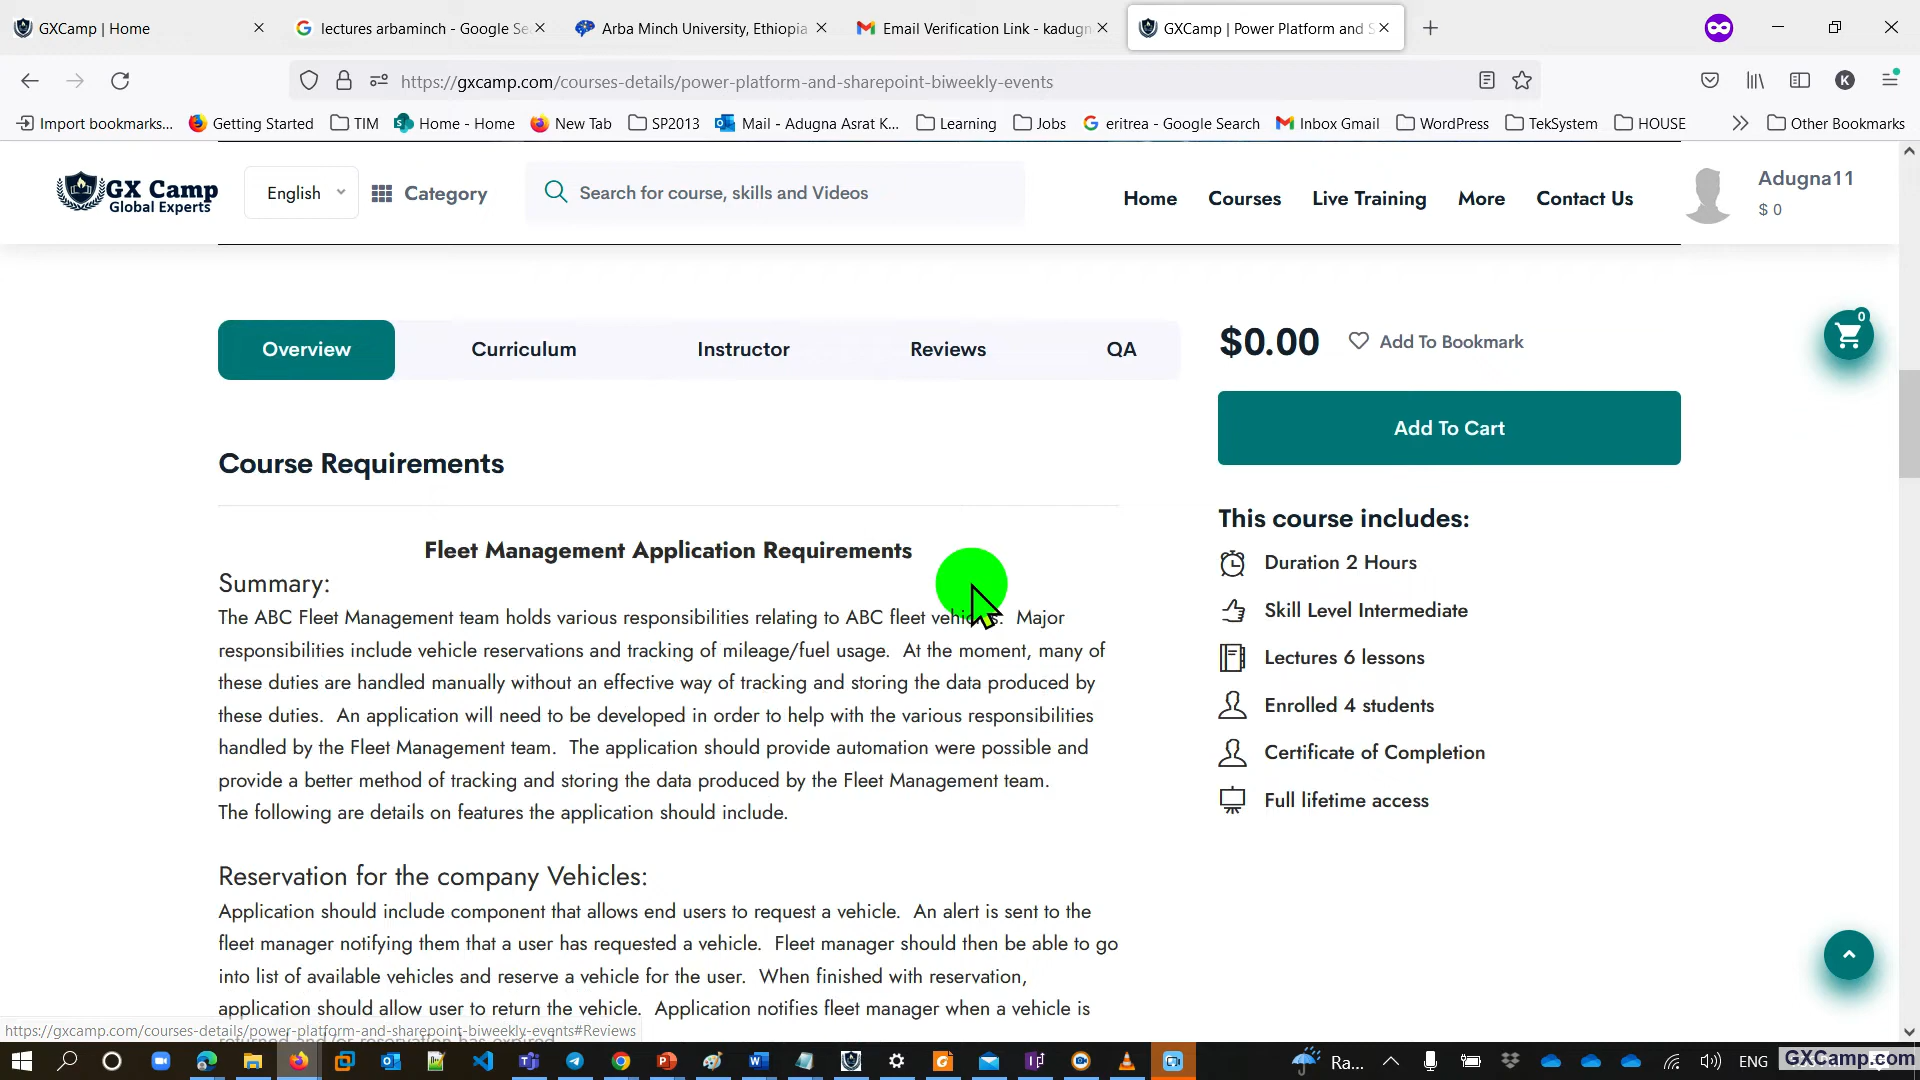 GXCamp | Home
lectures arbaminch - Google Se
Arba Minch University, Ethiopia
Email Verification Link - kadugn
GXCamp | Power Platform and S
https://gxcamp.com/courses-details/power-platform-and-sharepoint-biweekly-events
K
Import bookmarks...
Getting Started
TIM
Home - Home
New Tab
SP2013
Mail - Adugna Asrat K...
Learning
Jobs
eritrea - Google Search
Inbox Gmail
WordPress
TekSystem
HOUSE
Other Bookmarks
GX Camp
Global Experts
English
Category
Search for course, skills and Videos
Home
Courses
Live Training
More
Contact Us
Adugna11
$ 0
Overview
Curriculum
Instructor
Reviews
QA
$0.00
Add To Bookmark
0
Add To Cart
Course Requirements
This course includes:
Duration 2 Hours
Skill Level Intermediate
Lectures 6 lessons
Enrolled 4 students
Certificate of Completion
Full lifetime access
Fleet Management Application Requirements
Summary:
The ABC Fleet Management team holds various responsibilities relating to ABC fleet vehicles. Major
responsibilities include vehicle reservations and tracking of mileage/fuel usage. At the moment, many of
these duties are handled manually without an effective way of tracking and storing the data produced by
these duties. An application will need to be developed in order to help with the various responsibilities
handled by the Fleet Management team. The application should provide automation were possible and
provide a better method of tracking and storing the data produced by the Fleet Management team.
The following are details on features the application should include.
Reservation for the company Vehicles:
Application should include component that allows end users to request a vehicle. An alert is sent to the
fleet manager notifying them that a user has requested a vehicle. Fleet manager should then be able to go
into list of available vehicles and reserve a vehicle for the user. When finished with reservation,
application should allow user to return the vehicle. Application notifies fleet manager when a vehicle is
returned and/or reservation has expired
https://gxcamp.com/courses-details/power-platform-and-sharepoint-biweekly-events#Reviews
Ra...
ENG
GXCamp.com